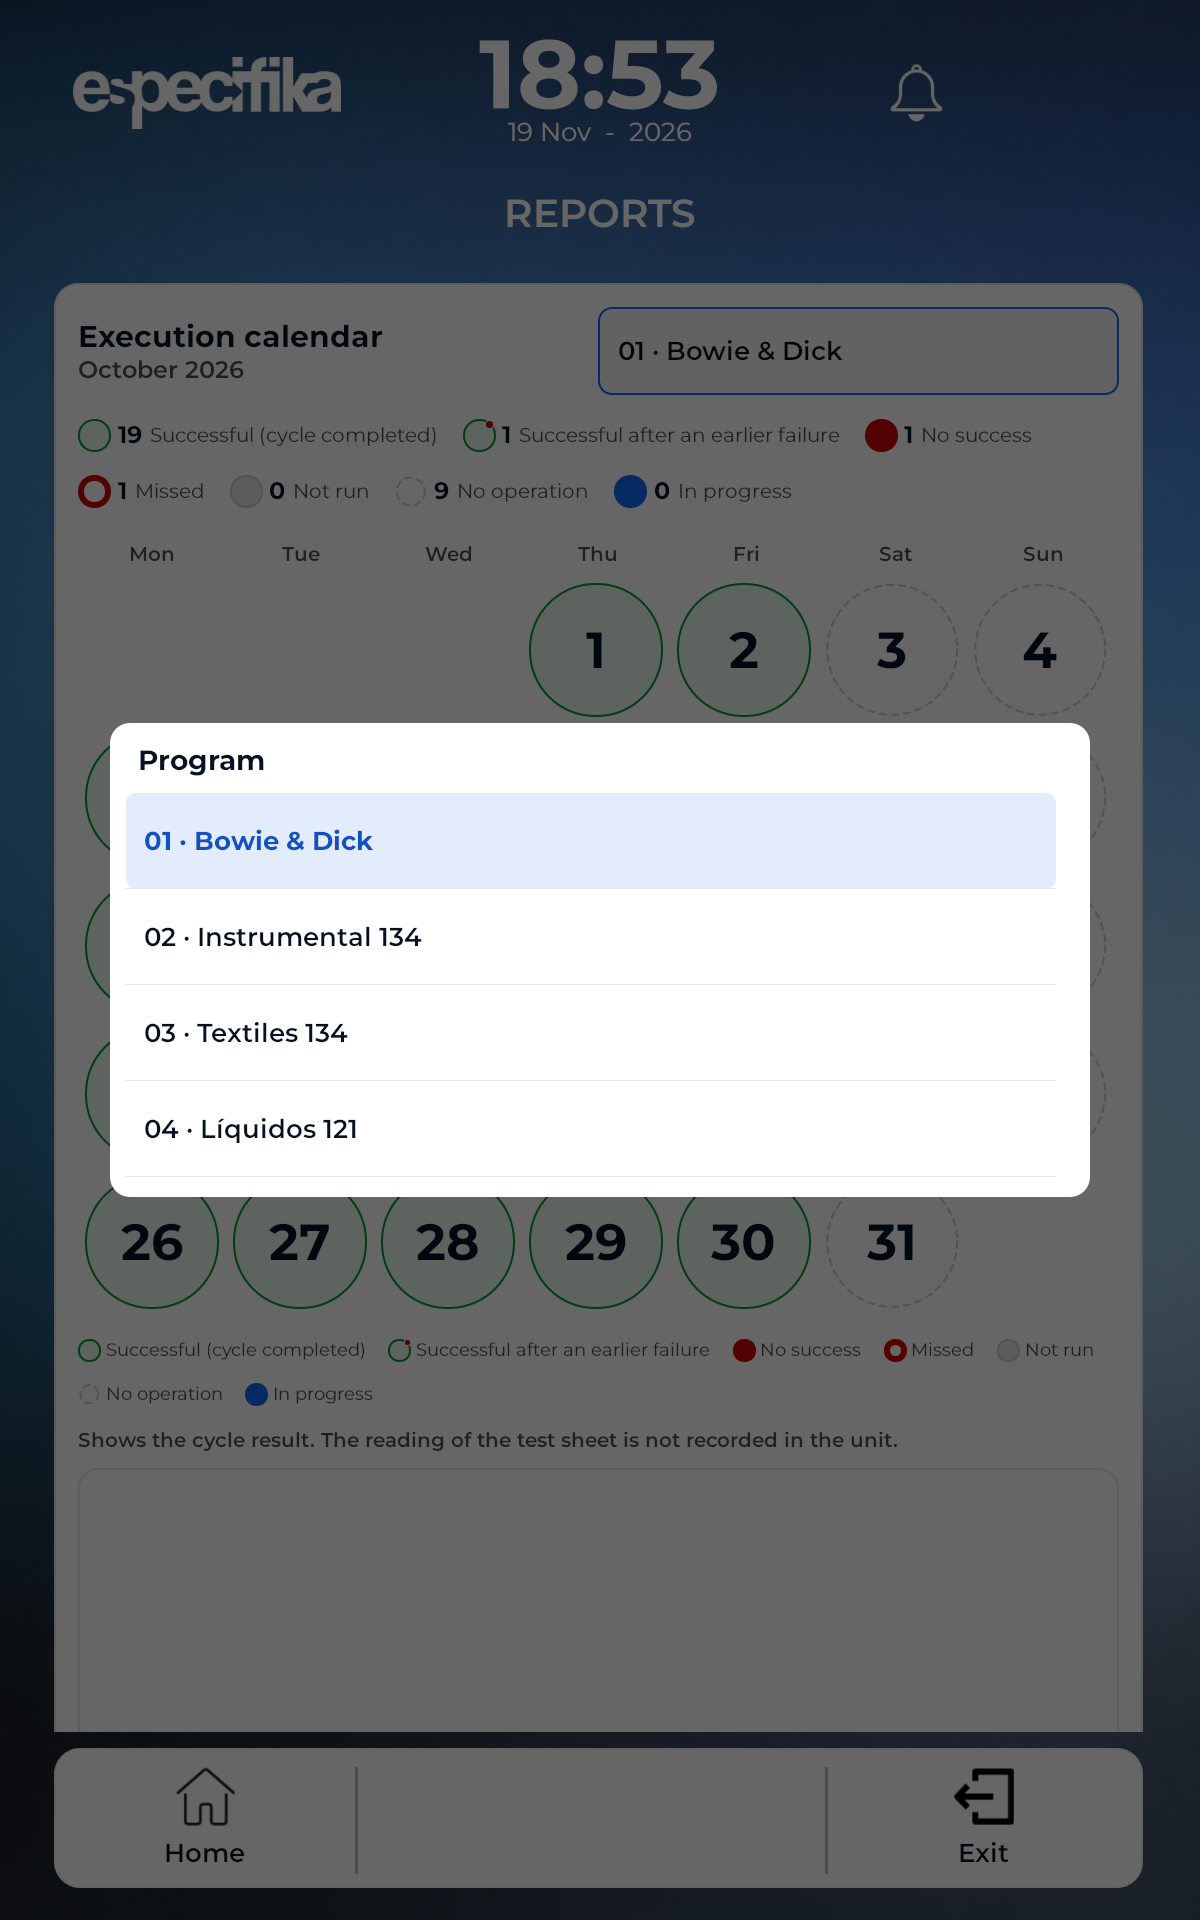 especifika
18:53
19 Nov - 2026
REPORTS
Execution calendar
October 2026
01 · Bowie & Dick
19 Successful (cycle completed) 1 Successful after an earlier failure 1 No success
1 Missed 0 Not run 9 No operation 0 In progress
Mon Tue Wed Thu Fri Sat Sun
1 2 3 4
Program
01 · Bowie & Dick
02 · Instrumental 134
03 · Textiles 134
04 · Líquidos 121
26 27 28 29 30 31
Successful (cycle completed) Successful after an earlier failure No success Missed Not run
No operation In progress
Shows the cycle result. The reading of the test sheet is not recorded in the unit.
Home Exit